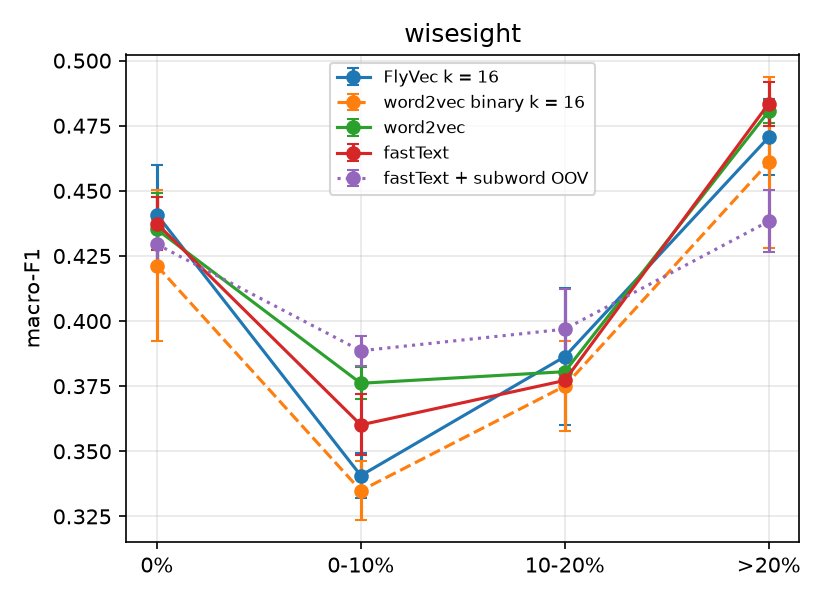 wisesight
0.500
0.475
0.450
0.425
0.400
0.375
0.350
0.325
macro-F1
FlyVec k = 16
word2vec binary k = 16
word2vec
fastText
fastText + subword OOV
0%
0-10%
10-20%
>20%